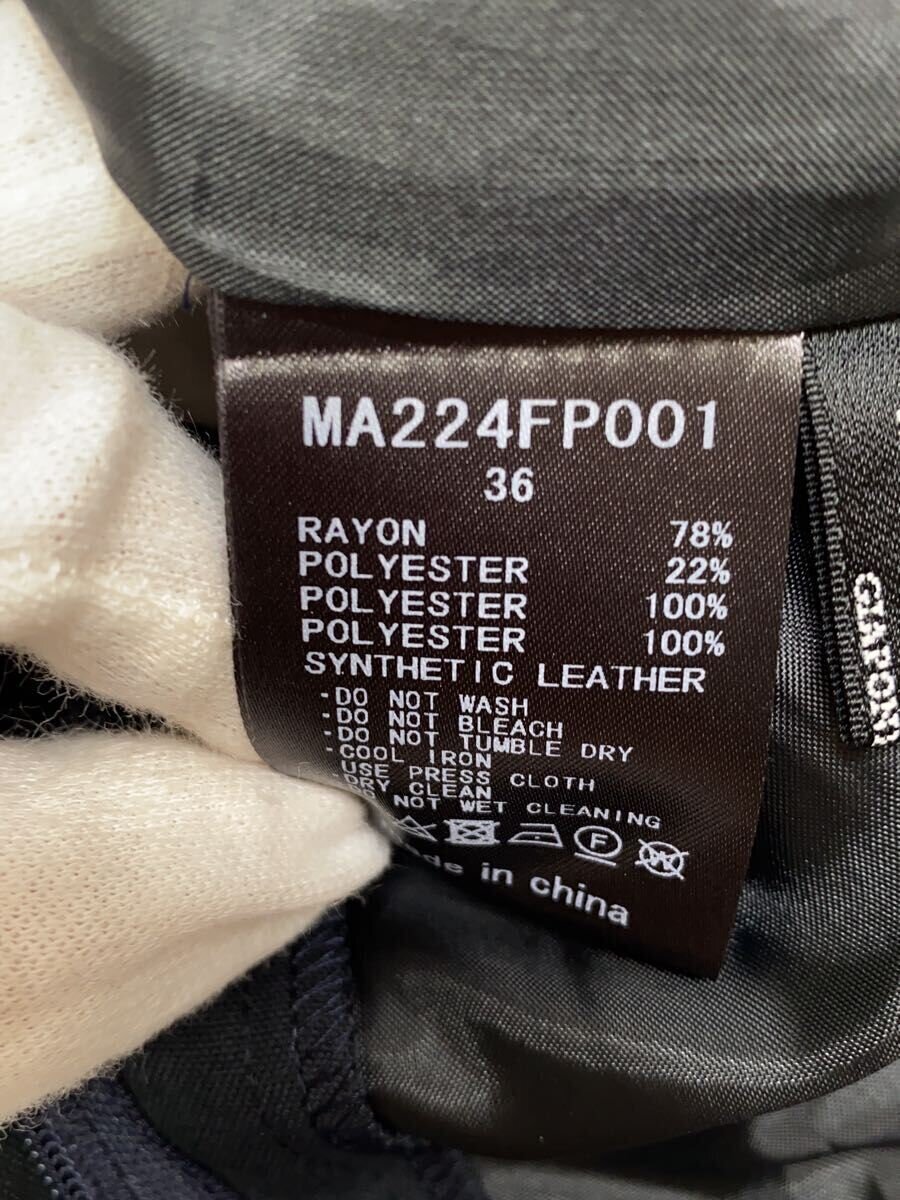 MA224FP001
36
RAYON 78%
POLYESTER 22%
POLYESTER 100%
POLYESTER 100%
SYNTHETIC LEATHER
-DO NOT WASH
-DO NOT BLEACH
-DO NOT TUMBLE DRY
-COOL IRON
-USE PRESS CLOTH
-DRY CLEAN
NOT WET CLEANING
F
W
in china